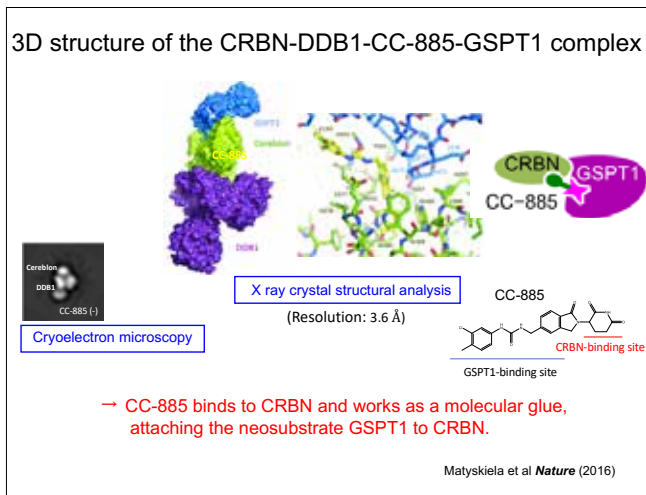 3D structure of the CRBN-DDB1-CC-885-GSPT1 complex
GSPT1
Cereblon
CC-885
DDB1
CRBN
GSPT1
CC-885
Cereblon
DDB1
CC-885 (-)
Cryoelectron microscopy
X ray crystal structural analysis
(Resolution: 3.6 Å)
CC-885
CRBN-binding site
GSPT1-binding site
→ CC-885 binds to CRBN and works as a molecular glue,
attaching the neosubstrate GSPT1 to CRBN.
Matyskiela et al Nature (2016)